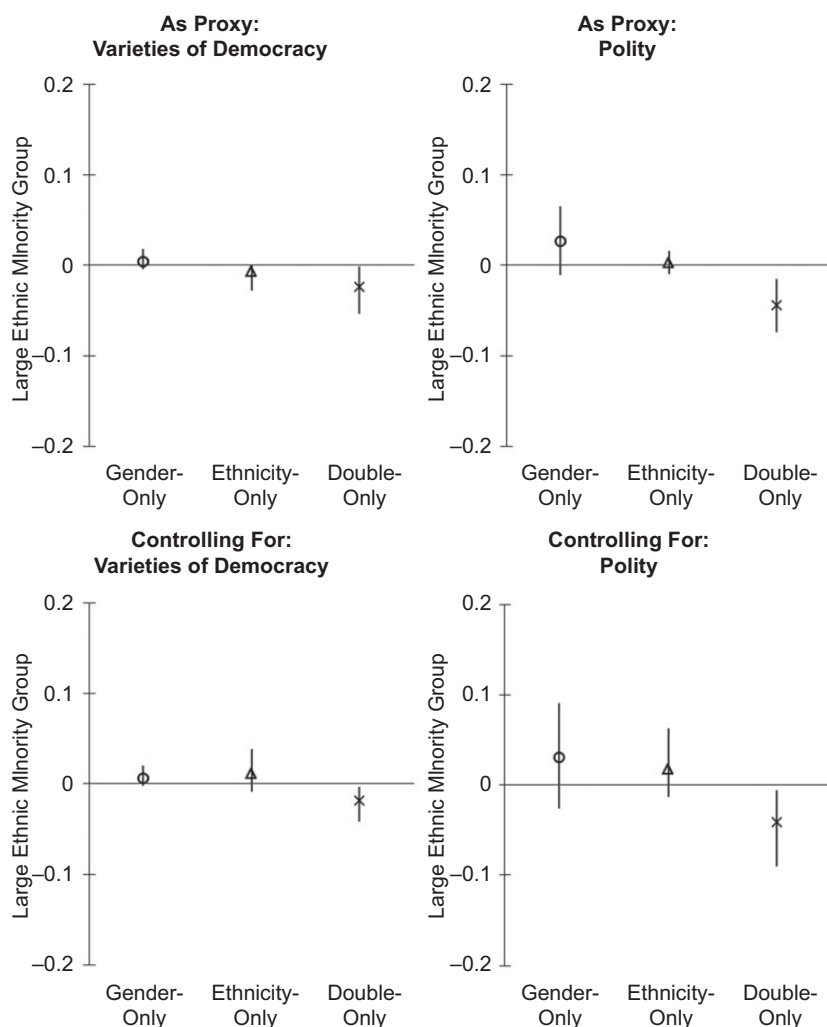 As Proxy:
Varieties of Democracy
Large Ethnic MInority Group
0.2
0.1
0
–0.1
–0.2
Gender-
Only
Ethnicity-
Only
Double-
Only
As Proxy:
Polity
Large Ethnic MInority Group
0.2
0.1
0
–0.1
–0.2
Gender-
Only
Ethnicity-
Only
Double-
Only
Controlling For:
Varieties of Democracy
Large Ethnic MInority Group
0.2
0.1
0
–0.1
–0.2
Gender-
Only
Ethnicity-
Only
Double-
Only
Controlling For:
Polity
Large Ethnic MInority Group
0.2
0.1
0
–0.1
–0.2
Gender-
Only
Ethnicity-
Only
Double-
Only